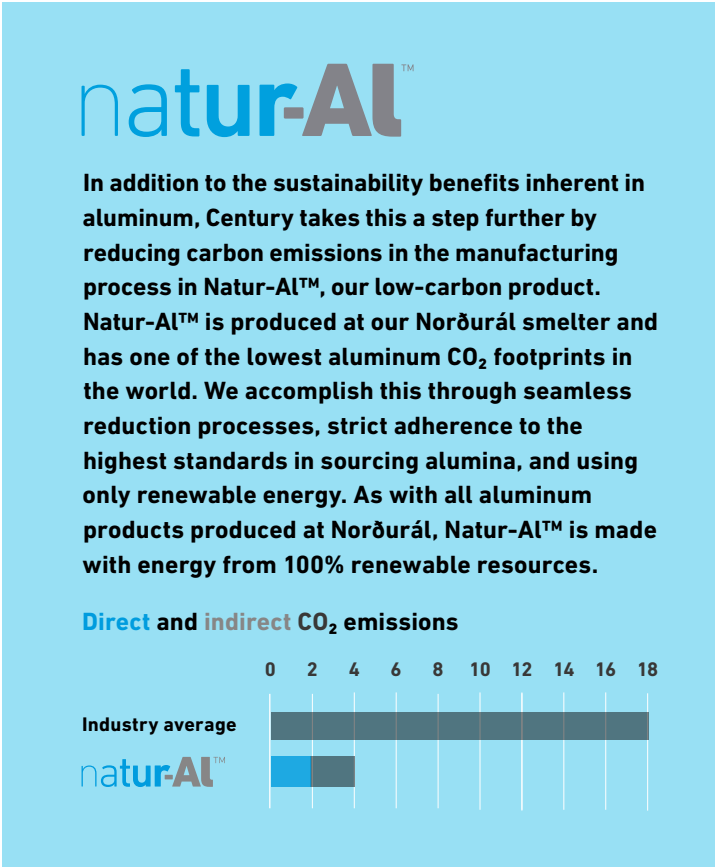 natur-Al™
In addition to the sustainability benefits inherent in
aluminum, Century takes this a step further by
reducing carbon emissions in the manufacturing
process in Natur-Al™, our low-carbon product.
Natur-Al™ is produced at our Norðurál smelter and
has one of the lowest aluminum CO₂ footprints in
the world. We accomplish this through seamless
reduction processes, strict adherence to the
highest standards in sourcing alumina, and using
only renewable energy. As with all aluminum
products produced at Norðurál, Natur-Al™ is made
with energy from 100% renewable resources.
Direct and indirect CO₂ emissions
0 2 4 6 8 10 12 14 16 18
Industry average
natur-Al™